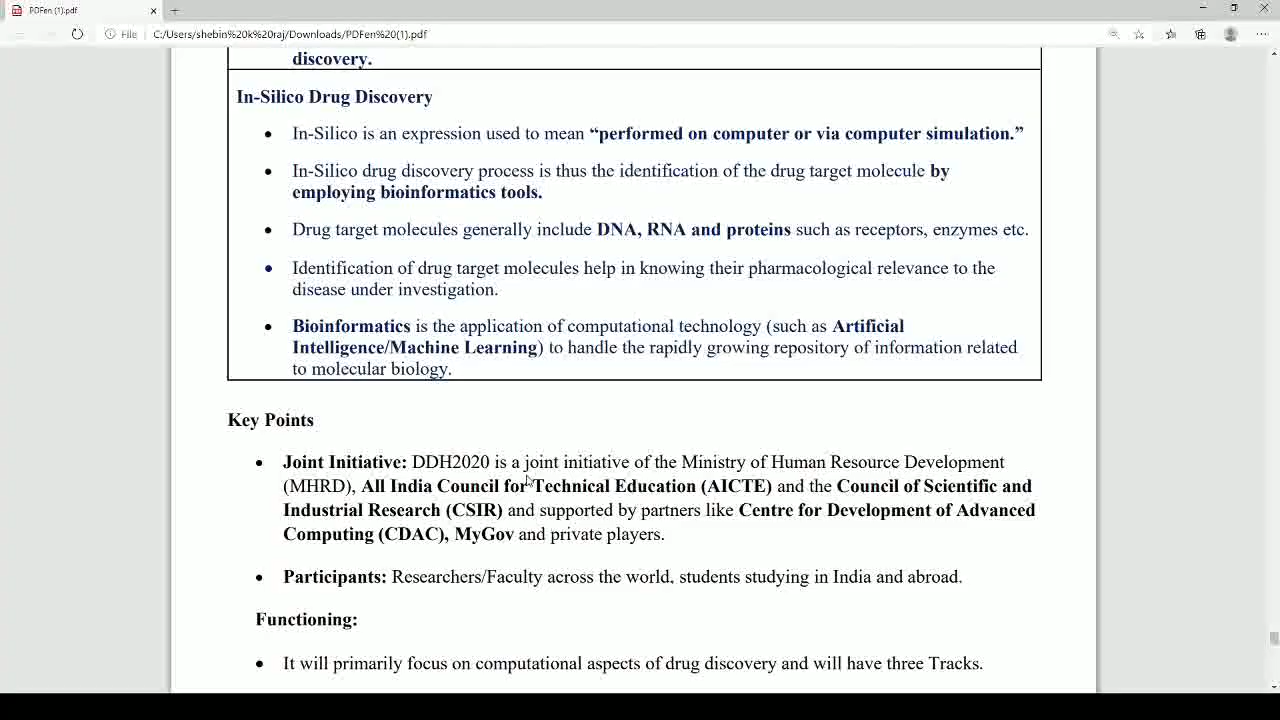 PDFen (1).pdf
File
C:/Users/shebin%20k%20raj/Downloads/PDFen%20(1).pdf
discovery.
In-Silico Drug Discovery
• In-Silico is an expression used to mean “performed on computer or via computer simulation.”
• In-Silico drug discovery process is thus the identification of the drug target molecule by
employing bioinformatics tools.
• Drug target molecules generally include DNA, RNA and proteins such as receptors, enzymes etc.
• Identification of drug target molecules help in knowing their pharmacological relevance to the
disease under investigation.
• Bioinformatics is the application of computational technology (such as Artificial
Intelligence/Machine Learning) to handle the rapidly growing repository of information related
to molecular biology.
Key Points
• Joint Initiative: DDH2020 is a joint initiative of the Ministry of Human Resource Development
(MHRD), All India Council for Technical Education (AICTE) and the Council of Scientific and
Industrial Research (CSIR) and supported by partners like Centre for Development of Advanced
Computing (CDAC), MyGov and private players.
• Participants: Researchers/Faculty across the world, students studying in India and abroad.
Functioning:
• It will primarily focus on computational aspects of drug discovery and will have three Tracks.